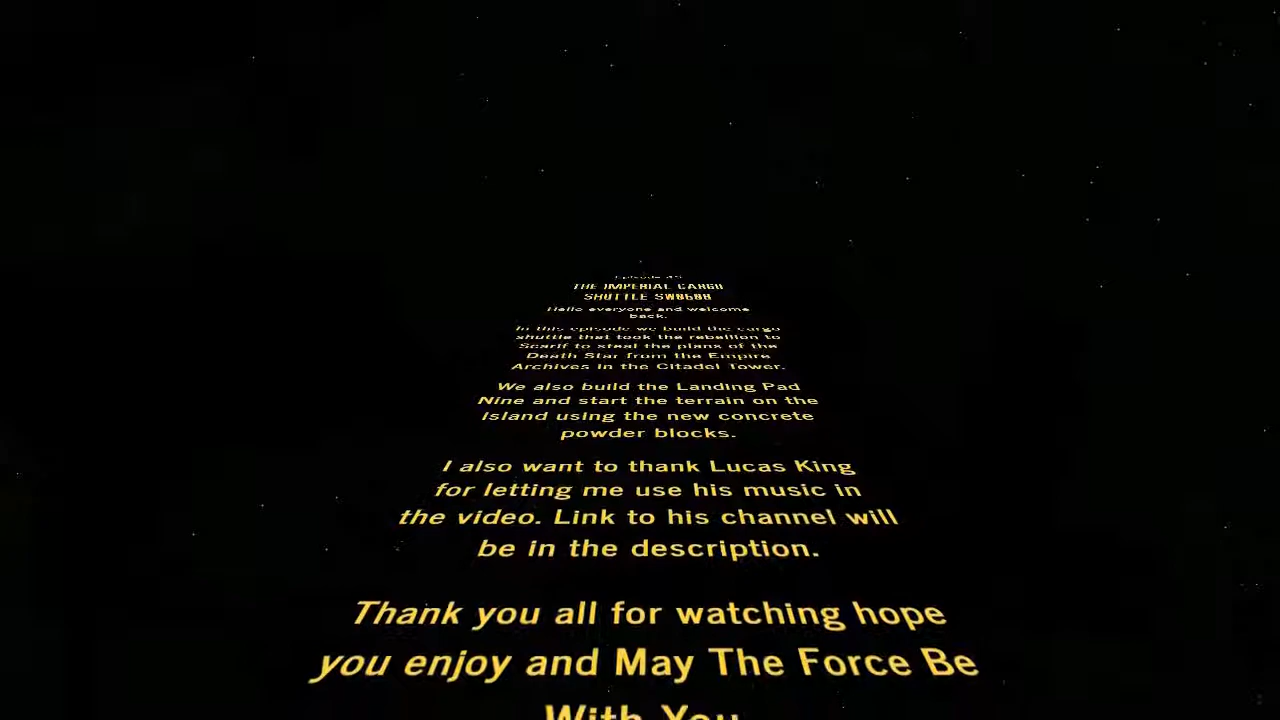 Episode
THE IMPERIAL CARGO
SHUTTLE SW0608
Hello everyone and welcome
back.
In this episode we build the cargo
shuttle that took the rebellion to
Scarif to steal the plans of the
Death Star from the Empire
Archives in the Citadel Tower.
We also build the Landing Pad
Nine and start the terrain on the
Island using the new concrete
powder blocks.
I also want to thank Lucas King
for letting me use his music in
the video. Link to his channel will
be in the description.
Thank you all for watching hope
you enjoy and May The Force Be
With You